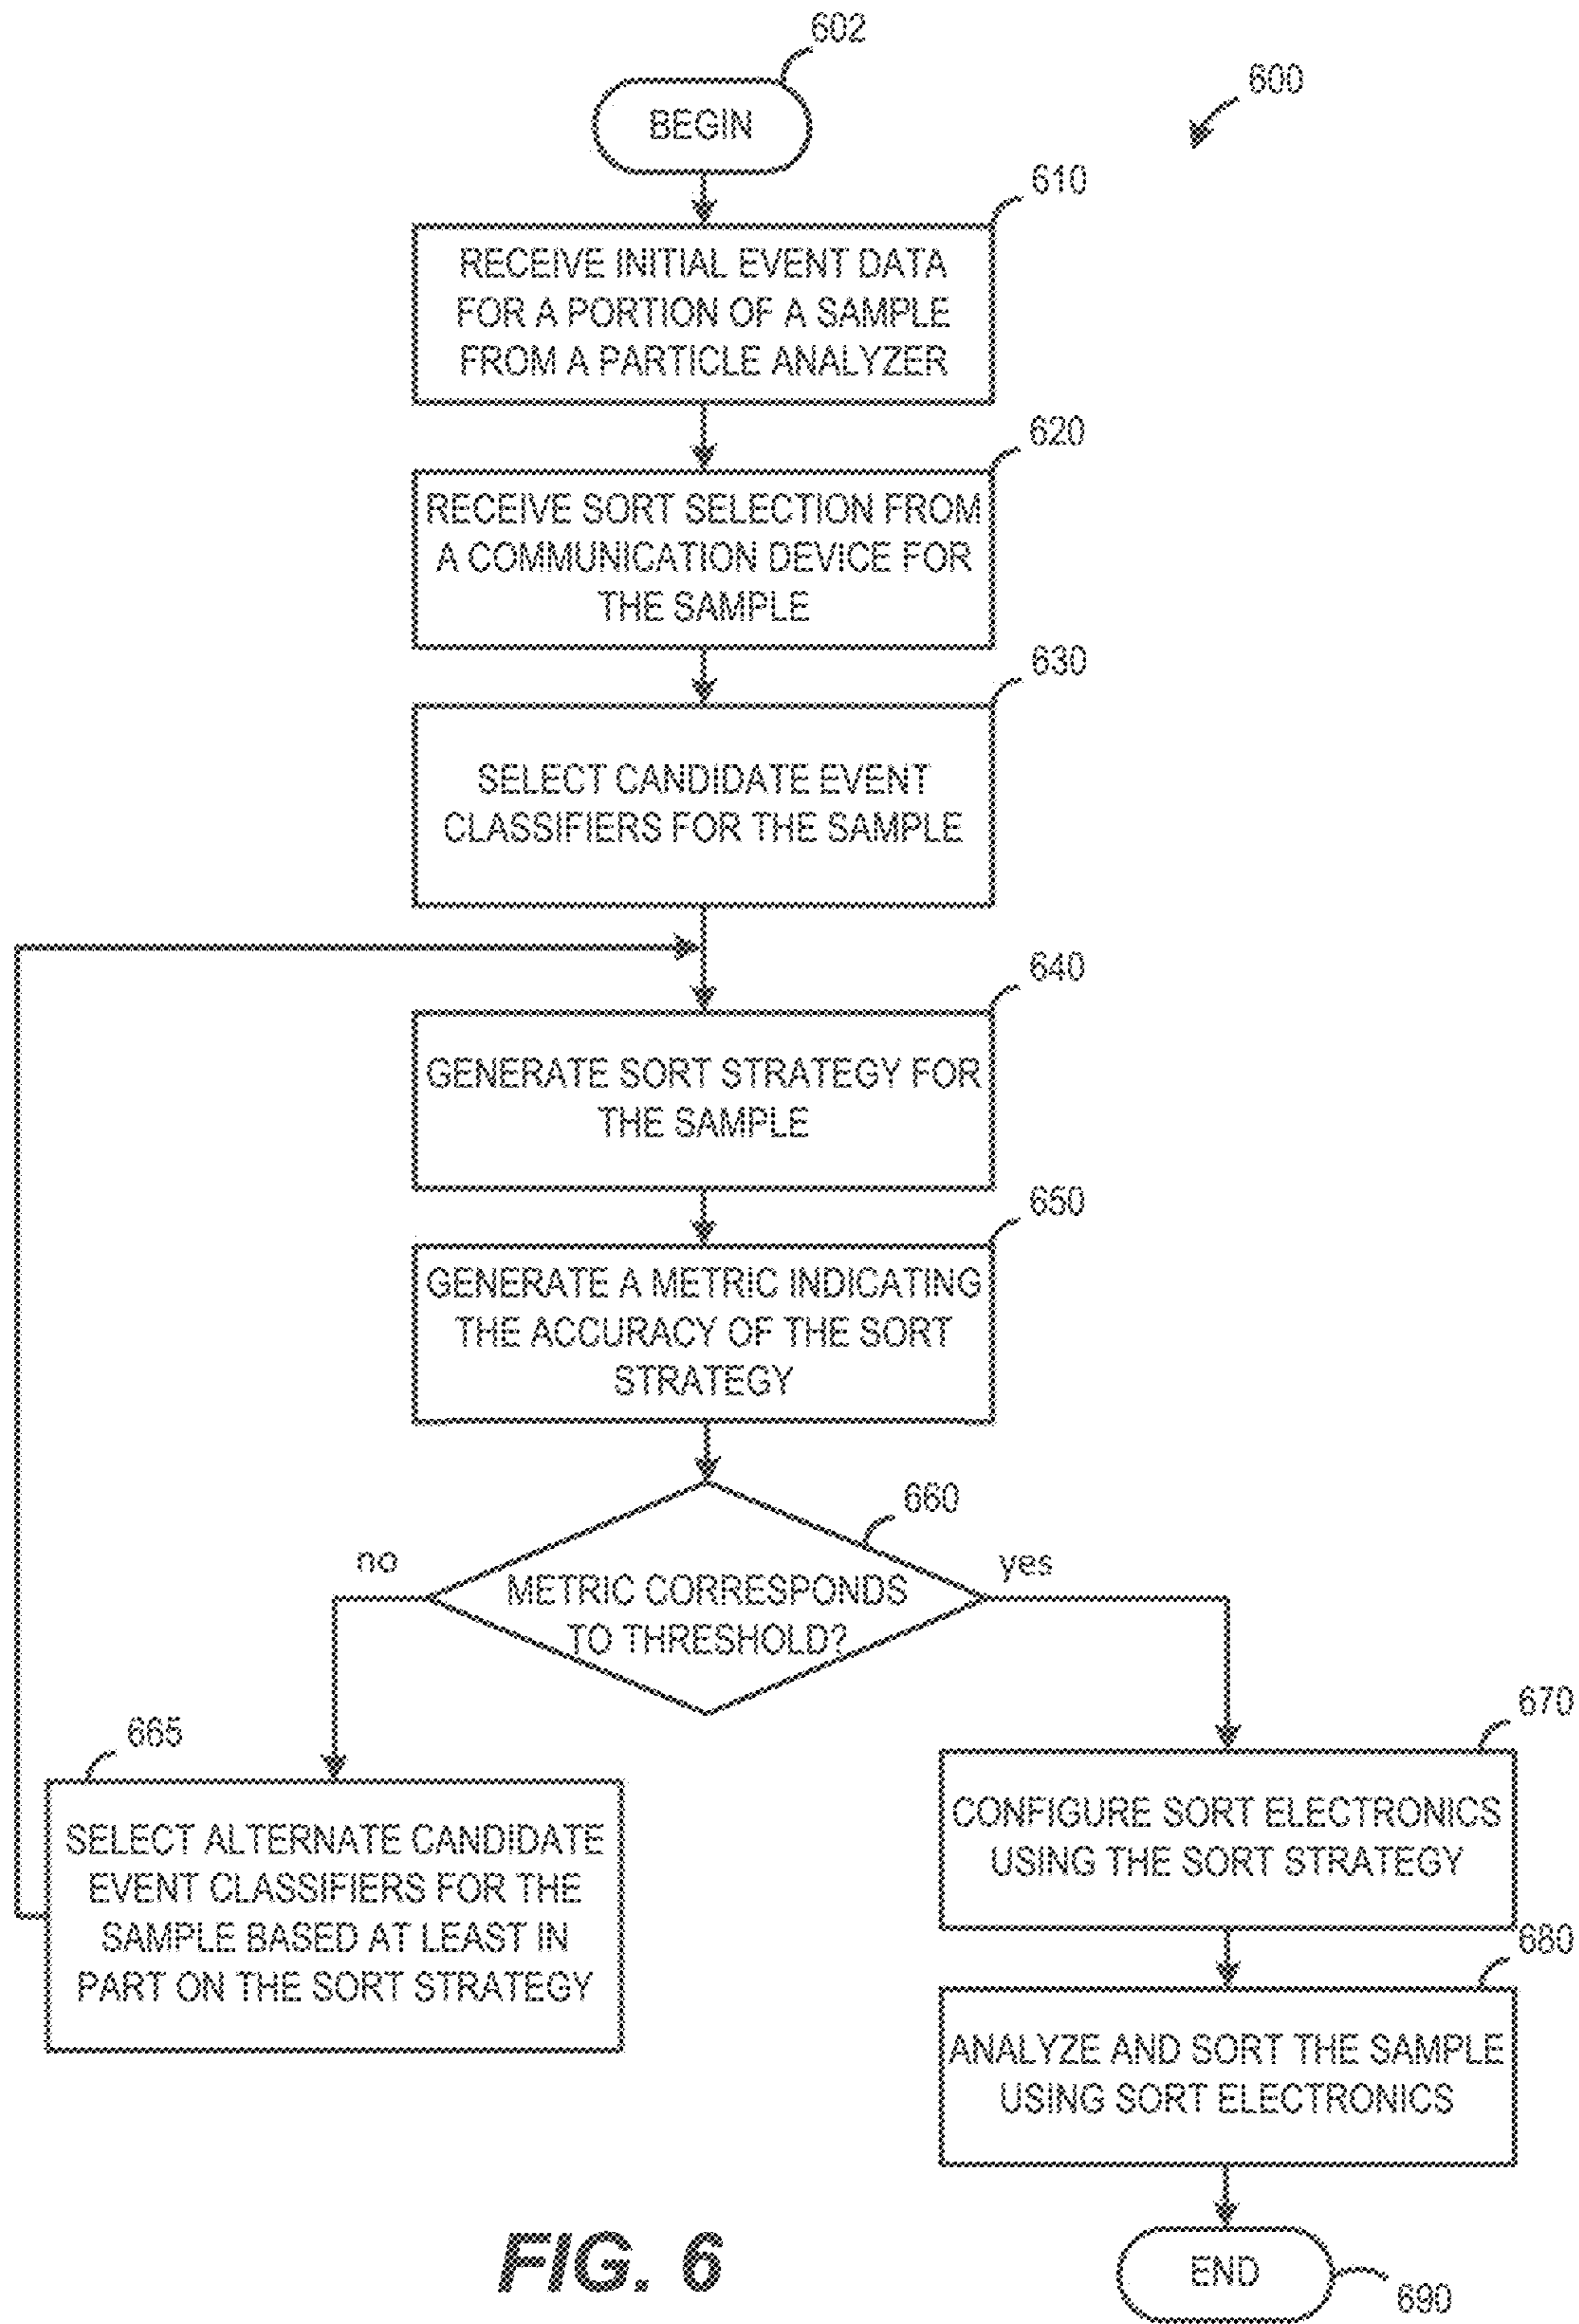 602
600
BEGIN
610
RECEIVE INITIAL EVENT DATA
FOR A PORTION OF A SAMPLE
FROM A PARTICLE ANALYZER
620
RECEIVE SORT SELECTION FROM
A COMMUNICATION DEVICE FOR
THE SAMPLE
630
SELECT CANDIDATE EVENT
CLASSIFIERS FOR THE SAMPLE
640
GENERATE SORT STRATEGY FOR
THE SAMPLE
650
GENERATE A METRIC INDICATING
THE ACCURACY OF THE SORT
STRATEGY
660
no
yes
METRIC CORRESPONDS
TO THRESHOLD?
665
SELECT ALTERNATE CANDIDATE
EVENT CLASSIFIERS FOR THE
SAMPLE BASED AT LEAST IN
PART ON THE SORT STRATEGY
670
CONFIGURE SORT ELECTRONICS
USING THE SORT STRATEGY
680
ANALYZE AND SORT THE SAMPLE
USING SORT ELECTRONICS
END
690
FIG. 6